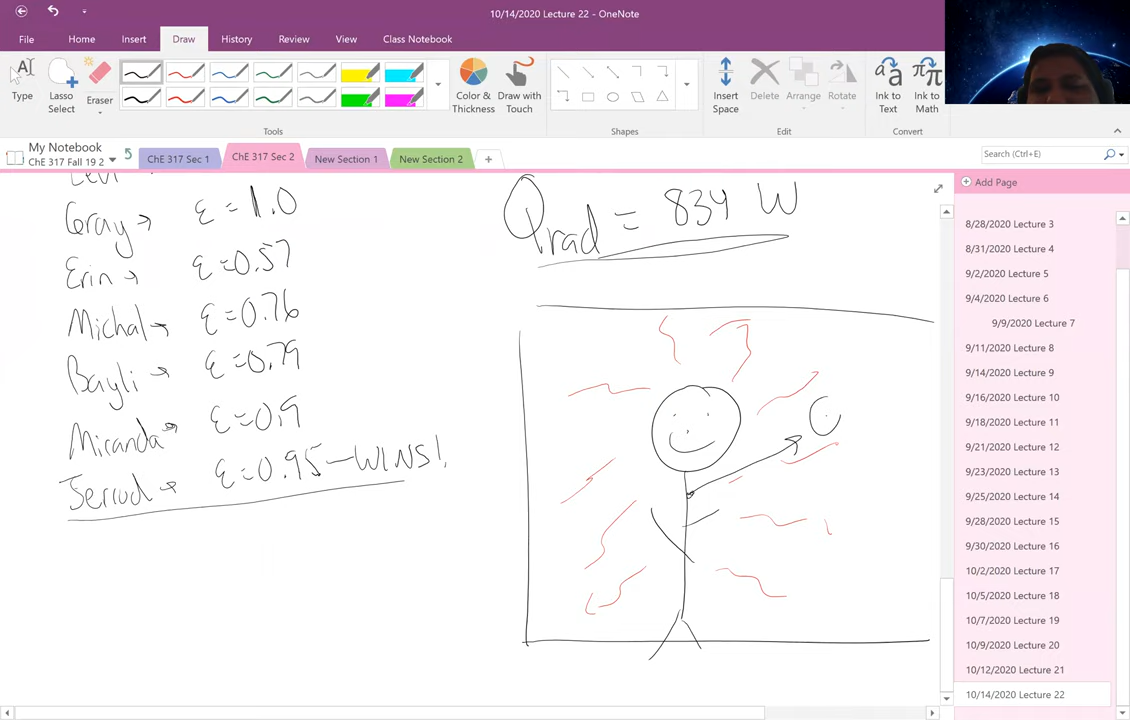 10/14/2020 Lecture 22 - OneNote
File
Home
Insert
Draw
History
Review
View
Class Notebook
Type
Lasso Select
Eraser
Color & Thickness
Draw with Touch
Insert Space
Delete
Arrange
Rotate
Ink to Text
Ink to Math
Tools
Shapes
Edit
Convert
My Notebook
ChE 317 Fall 19 2
ChE 317 Sec 1
ChE 317 Sec 2
New Section 1
New Section 2
Search (Ctrl+E)
Add Page
8/28/2020 Lecture 3
8/31/2020 Lecture 4
9/2/2020 Lecture 5
9/4/2020 Lecture 6
9/9/2020 Lecture 7
9/11/2020 Lecture 8
9/14/2020 Lecture 9
9/16/2020 Lecture 10
9/18/2020 Lecture 11
9/21/2020 Lecture 12
9/23/2020 Lecture 13
9/25/2020 Lecture 14
9/28/2020 Lecture 15
9/30/2020 Lecture 16
10/2/2020 Lecture 17
10/5/2020 Lecture 18
10/7/2020 Lecture 19
10/9/2020 Lecture 20
10/12/2020 Lecture 21
10/14/2020 Lecture 22
Gray → ε = 1.0
Erin → ε = 0.57
Michal → ε = 0.76
Bayli → ε = 0.79
Miranda → ε = 0.9
Jerrod → ε = 0.95 – WINS!
Qrad = 834 W